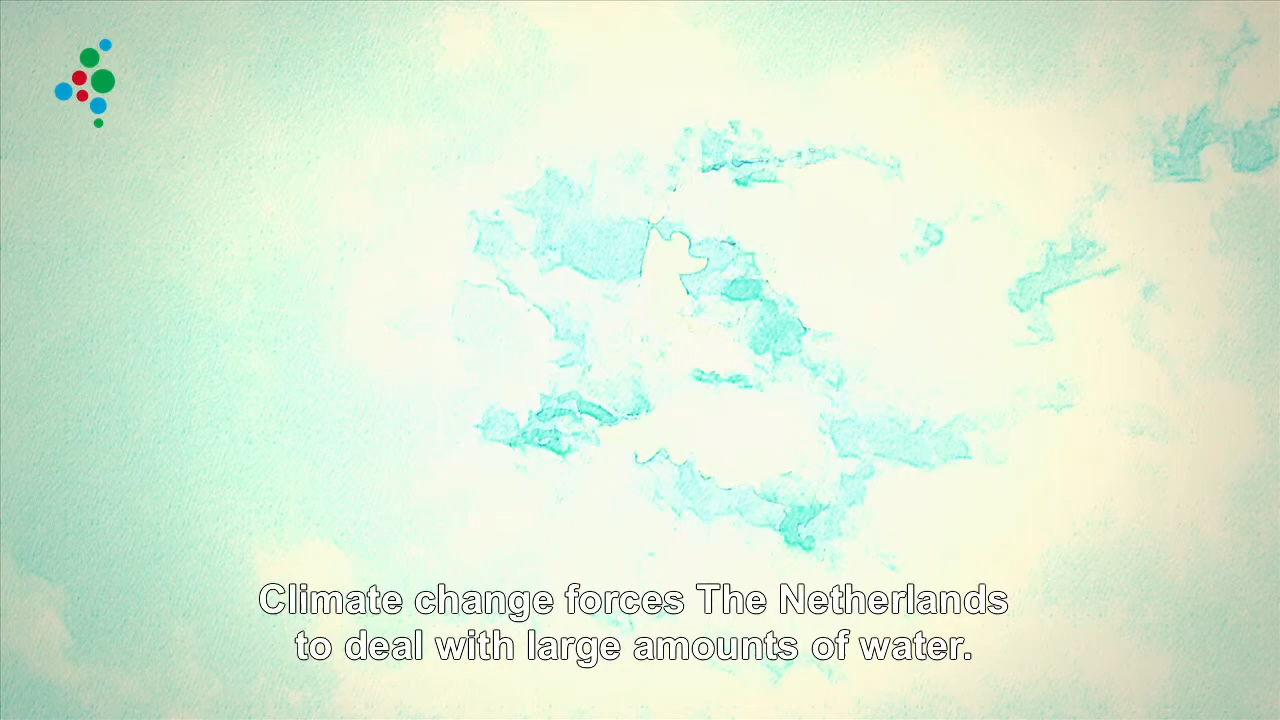 Climate change forces The Netherlands
to deal with large amounts of water.